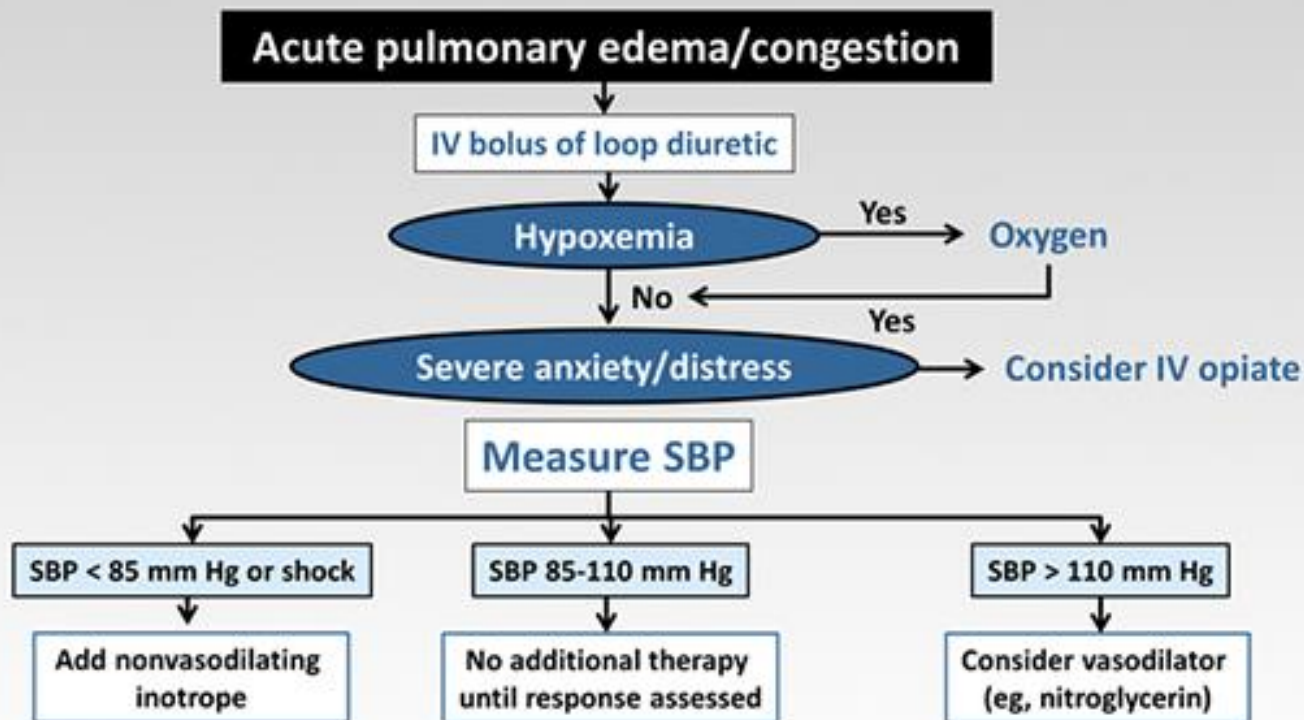 Acute pulmonary edema/congestion
IV bolus of loop diuretic
Hypoxemia
Yes
Oxygen
No
Yes
Severe anxiety/distress
Consider IV opiate
Measure SBP
SBP < 85 mm Hg or shock
SBP 85-110 mm Hg
SBP > 110 mm Hg
Add nonvasodilating
inotrope
No additional therapy
until response assessed
Consider vasodilator
(eg, nitroglycerin)